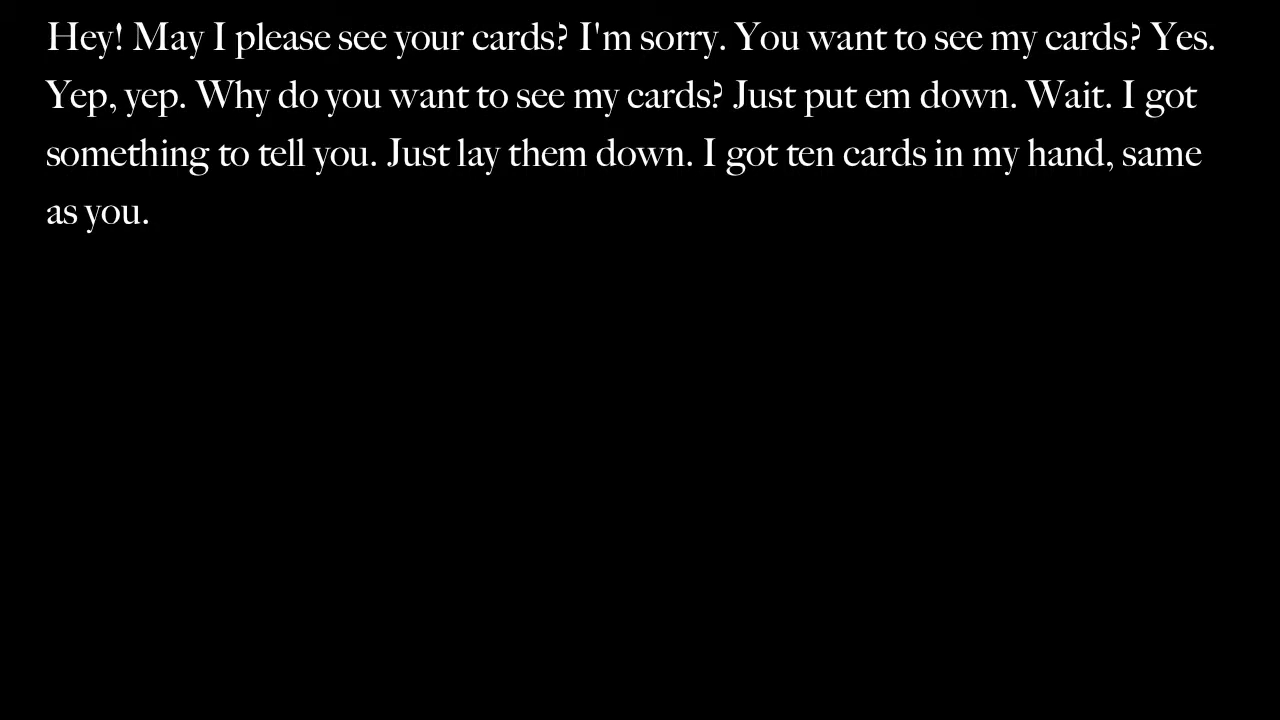 Hey! May I please see your cards? I'm sorry. You want to see my cards? Yes.
Yep, yep. Why do you want to see my cards? Just put em down. Wait. I got
something to tell you. Just lay them down. I got ten cards in my hand, same
as you.